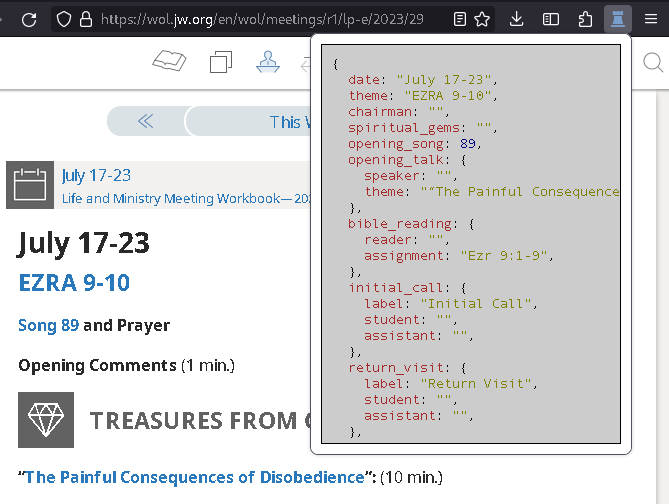 https://wol.jw.org/en/wol/meetings/r1/lp-e/2023/29
This W
July 17-23
Life and Ministry Meeting Workbook—202
July 17-23
EZRA 9-10
Song 89 and Prayer
Opening Comments (1 min.)
TREASURES FROM G
“The Painful Consequences of Disobedience”: (10 min.)
{
date: "July 17-23",
theme: "EZRA 9-10",
chairman: "",
spiritual_gems: "",
opening_song: 89,
opening_talk: {
speaker: "",
theme: "“The Painful Consequence
},
bible_reading: {
reader: "",
assignment: "Ezr 9:1-9",
},
initial_call: {
label: "Initial Call",
student: "",
assistant: "",
},
return_visit: {
label: "Return Visit",
student: "",
assistant: "",
},